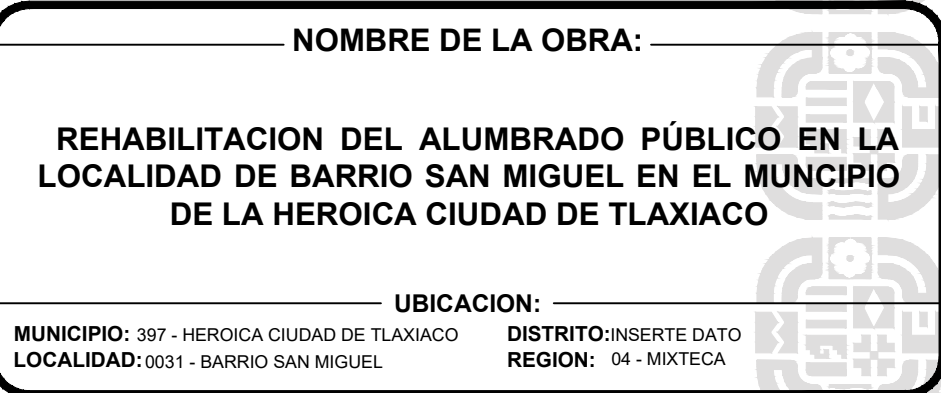 NOMBRE DE LA OBRA:
REHABILITACION DEL ALUMBRADO PÚBLICO EN LA
LOCALIDAD DE BARRIO SAN MIGUEL EN EL MUNCIPIO
DE LA HEROICA CIUDAD DE TLAXIACO
UBICACION:
MUNICIPIO: 397 - HEROICA CIUDAD DE TLAXIACO DISTRITO:INSERTE DATO
LOCALIDAD: 0031 - BARRIO SAN MIGUEL REGION: 04 - MIXTECA